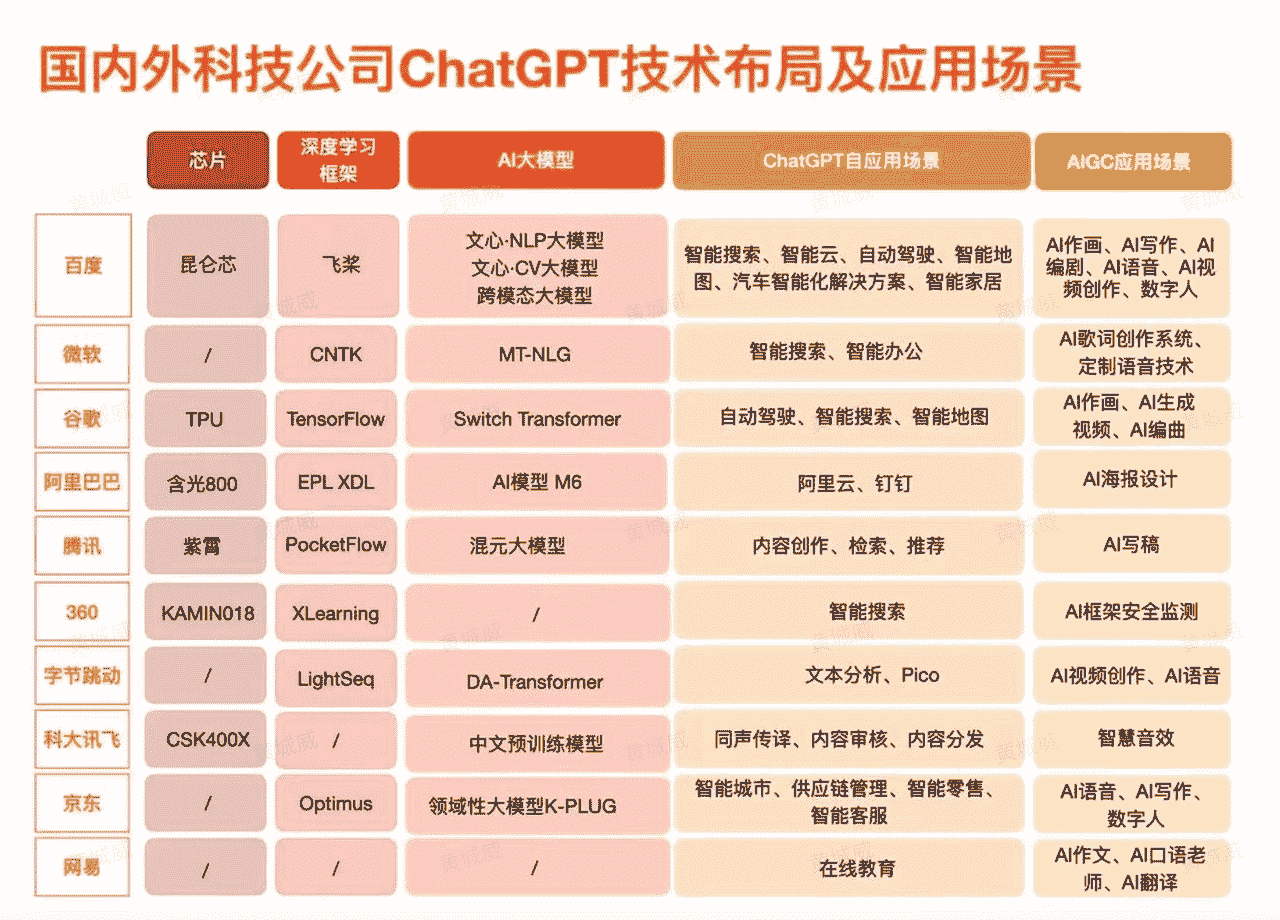 国内外科技公司ChatGPT技术布局及应用场景
芯片
深度学习
框架
AI大模型
ChatGPT自应用场景
AIGC应用场景
百度
昆仑芯
飞桨
文心·NLP大模型
文心·CV大模型
跨模态大模型
智能搜索、智能云、自动驾驶、智能地
图、汽车智能化解决方案、智能家居
AI作画、AI写作、AI
编剧、AI语音、AI视
频创作、数字人
微软
/
CNTK
MT-NLG
智能搜索、智能办公
AI歌词创作系统、
定制语音技术
谷歌
TPU
TensorFlow
Switch Transformer
自动驾驶、智能搜索、智能地图
AI作画、AI生成
视频、AI编曲
阿里巴巴
含光800
EPL XDL
AI模型 M6
阿里云、钉钉
AI海报设计
腾讯
紫霄
PocketFlow
混元大模型
内容创作、检索、推荐
AI写稿
360
KAMIN018
XLearning
/
智能搜索
AI框架安全监测
字节跳动
/
LightSeq
DA-Transformer
文本分析、Pico
AI视频创作、AI语音
科大讯飞
CSK400X
/
中文预训练模型
同声传译、内容审核、内容分发
智慧音效
京东
/
Optimus
领域性大模型K-PLUG
智能城市、供应链管理、智能零售、
智能客服
AI语音、AI写作、
数字人
网易
/
/
/
在线教育
AI作文、AI口语老
师、AI翻译
黄城威